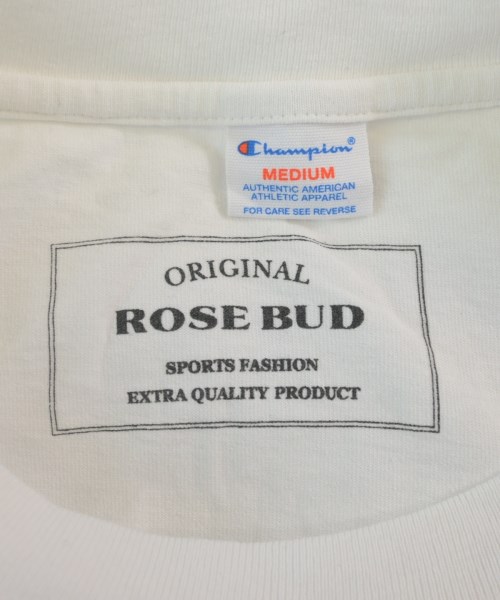 Champion
MEDIUM
AUTHENTIC AMERICAN
ATHLETIC APPAREL
FOR CARE SEE REVERSE
ORIGINAL
ROSE BUD
SPORTS FASHION
EXTRA QUALITY PRODUCT